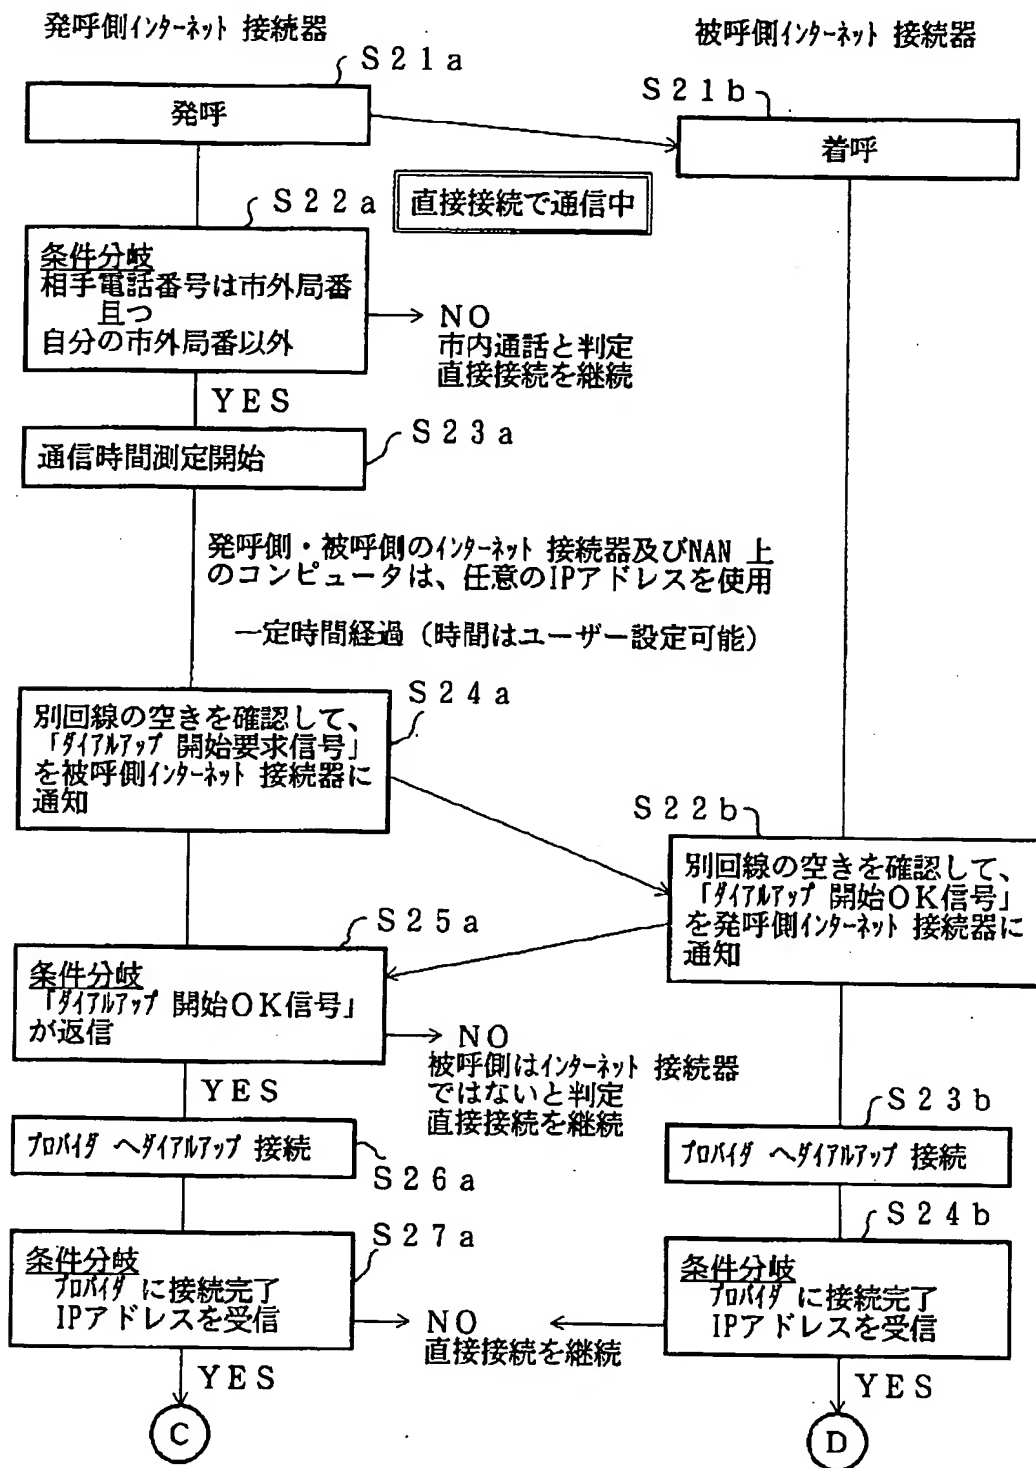 発呼側インターネット 接続器
被呼側インターネット 接続器
S21a
発呼
S21b
着呼
直接接続で通信中
S22a
条件分岐
相手電話番号は市外局番
且つ
自分の市外局番以外
NO
市内通話と判定
直接接続を継続
YES
S23a
通信時間測定開始
発呼側・被呼側のインターネット 接続器及びNAN 上
のコンピュータは、任意のIPアドレスを使用
一定時間経過（時間はユーザー設定可能）
S24a
別回線の空きを確認して、
「ダイアルアップ 開始要求信号」
を被呼側インターネット 接続器に
通知
S22b
別回線の空きを確認して、
「ダイアルアップ 開始OK信号」
を発呼側インターネット 接続器に
通知
S25a
条件分岐
「ダイアルアップ 開始OK信号」
が返信
NO
被呼側はインターネット 接続器
ではないと判定
直接接続を継続
YES
プロバイダ へダイアルアップ 接続
S26a
S23b
プロバイダ へダイアルアップ 接続
S27a
条件分岐
プロバイダ に接続完了
IPアドレスを受信
NO
直接接続を継続
S24b
条件分岐
プロバイダ に接続完了
IPアドレスを受信
YES
YES
C
D